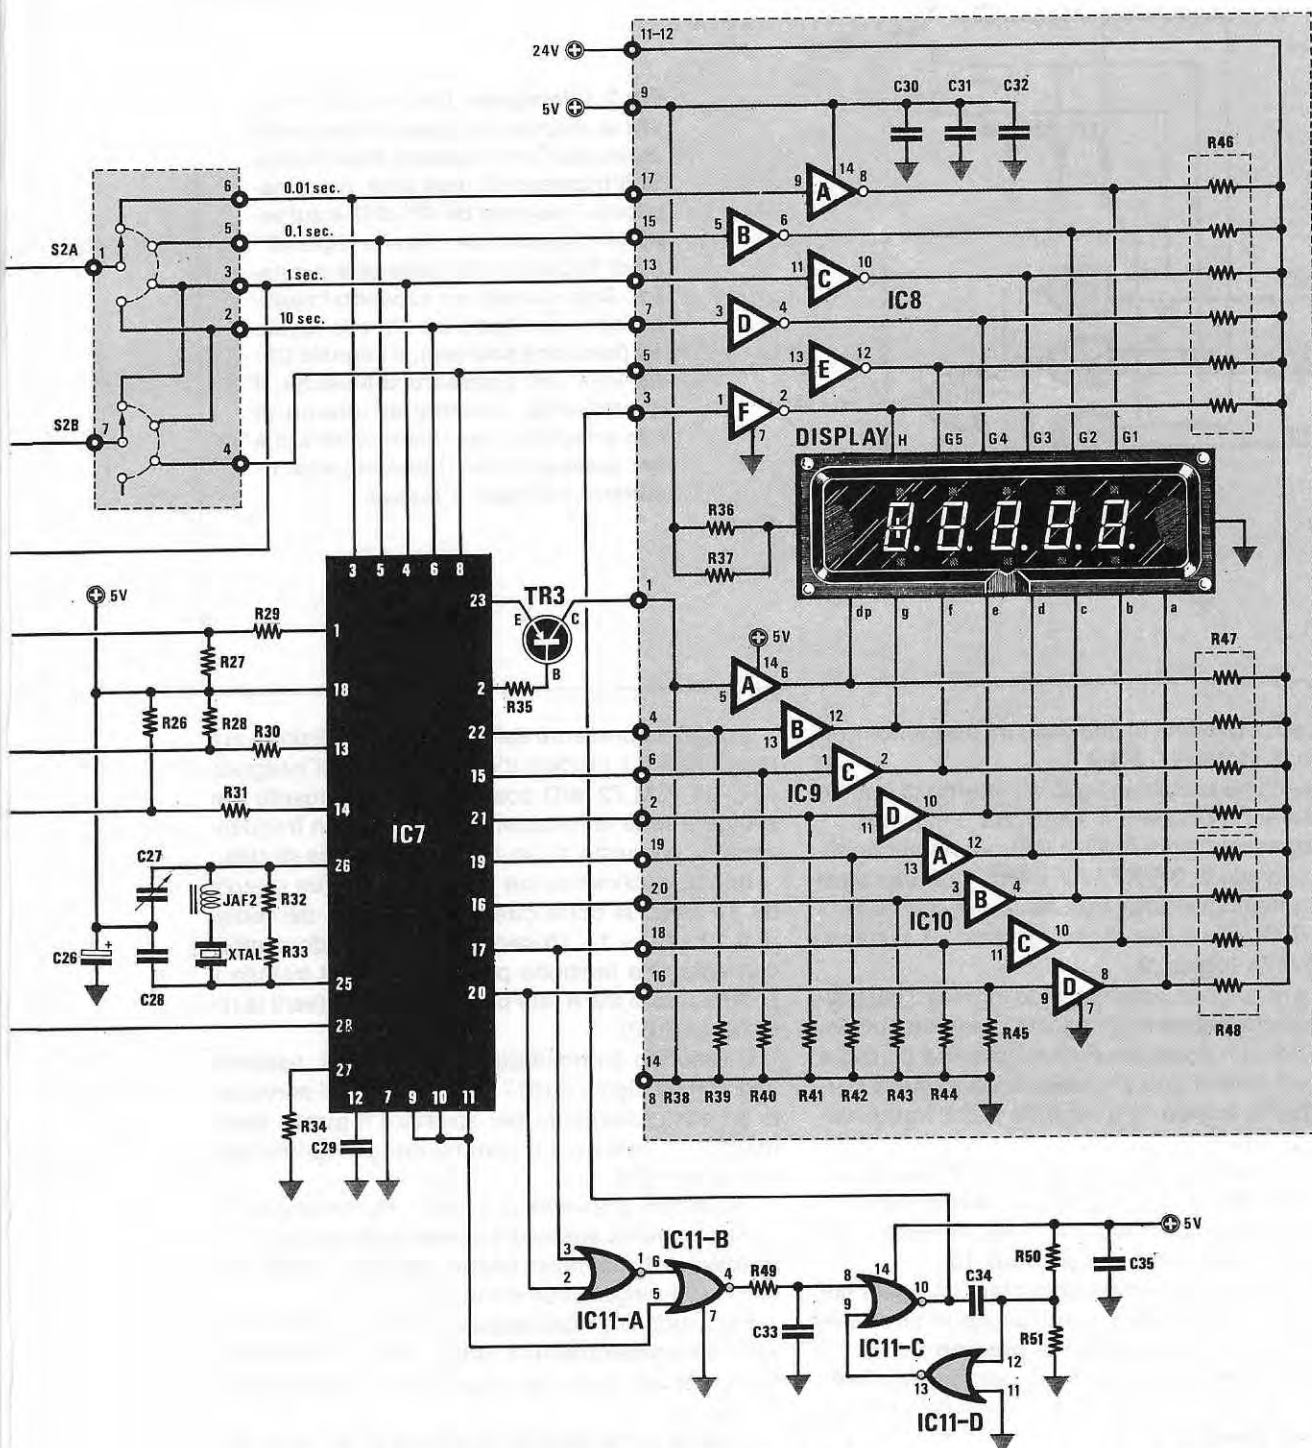 11–12
24V
9
5V
C30
C31
C32
R46
6
0.01 sec.
17
9
A
14
8
5
0.1 sec.
15
5
B
6
S2A
1
3
1 sec.
13
11
C
10
IC8
2
10 sec.
7
3
D
4
5
13
E
12
3
1
F
2
7
S2B
7
4
DISPLAY
H
G5
G4
G3
G2
G1
R36
R37
8.8.8.8.8.
3
5
4
6
8
23
TR3
E
C
B
1
dp
g
f
e
d
c
b
a
5V
R29
1
R27
5V
14
A
6
5
R47
18
2
R35
R26
R28
R30
13
22
4
B
12
13
15
6
1
C
2
R31
14
IC7
21
2
IC9
D
10
11
C27
26
19
19
A
12
13
JAF2
R32
16
20
3
B
4
IC10
C26
XTAL
R33
17
18
C
10
11
C28
25
20
16
D
8
9
7
R48
28
27
R45
14
8
R38
R39
R40
R41
R42
R43
R44
12
7
9
10
11
R34
C29
3
2
1
IC11–A
IC11–B
6
5
4
7
R49
C33
14
8
9
10
IC11–C
C34
R50
5V
C35
R51
12
11
13
IC11–D